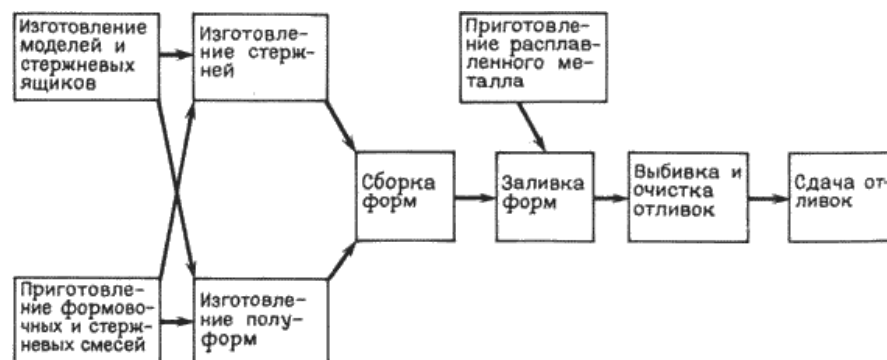 Изготовление
моделей и
стержневых
ящиков
Изготовле-
ние стерж-
ней
Приготовле-
ние расплав-
ленного ме-
талла
Сборка
форм
Заливка
форм
Выбивка и
очистка
отливок
Сдача от-
ливок
Приготовле-
ние формово-
чных и стерж-
невых смесей
Изготовле-
ние полу-
форм